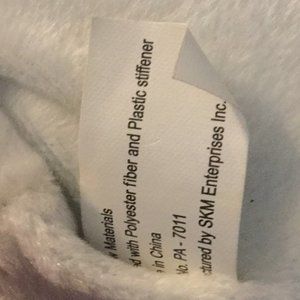 Materials
with Polyester fiber and Plastic stiffener
in China
No. PA - 7011
by SKM Enterprises Inc.